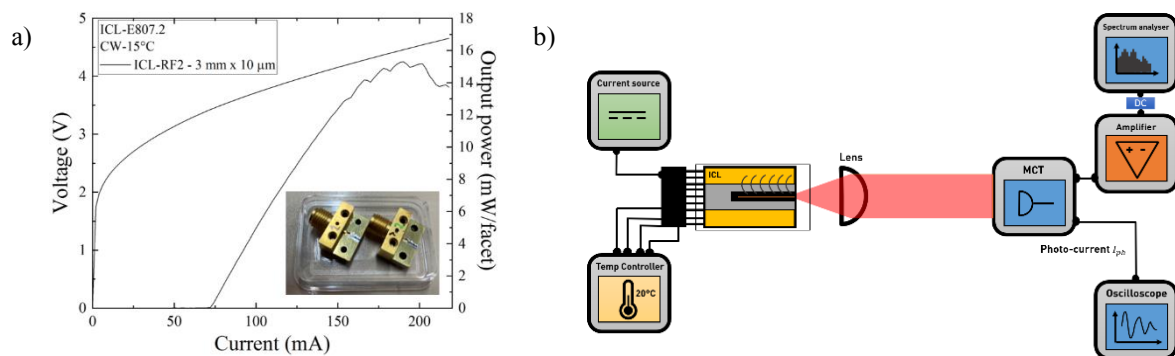 a)
5
4
3
2
1
0
Voltage (V)
ICL-E807.2
CW-15°C
ICL-RF2 - 3 mm x 10 µm
0
50
100
150
200
Current (mA)
18
16
14
12
10
8
6
4
2
0
Output power (mW/facet)
b)
Current source
ICL
Temp Controller
20°C
Lens
MCT
Photo-current i_ph
Spectrum analyser
DC
Amplifier
+ -
Oscilloscope